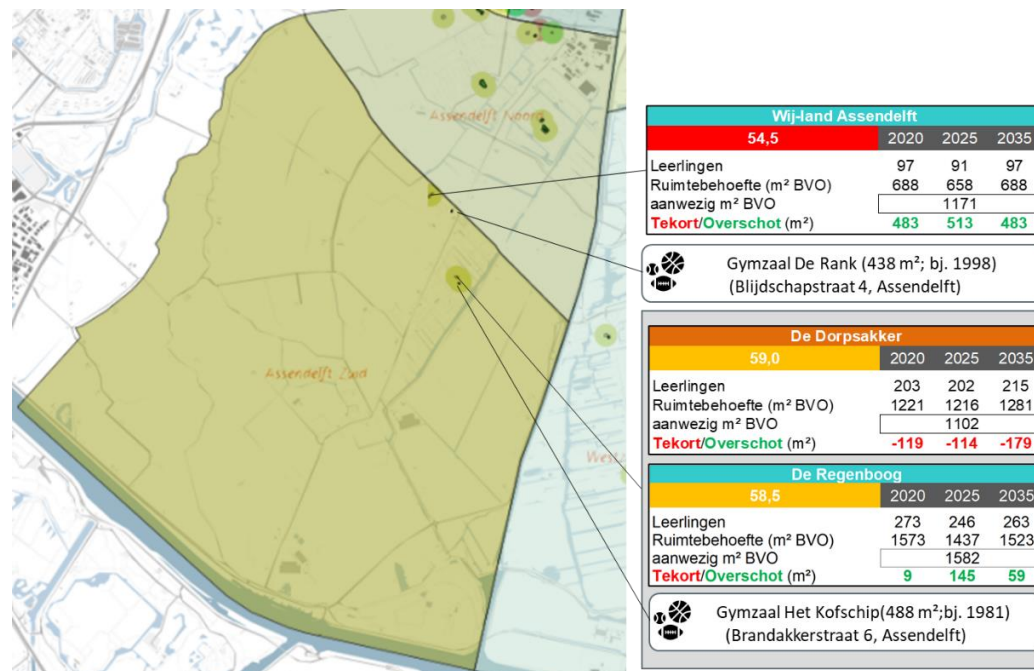 Assendelft Noord
Assendelft Zuid
West
Wij-land Assendelft
54,5 2020 2025 2035
Leerlingen 97 91 97
Ruimtebehoefte (m² BVO) 688 658 688
aanwezig m² BVO 1171
Tekort/Overschot (m²) 483 513 483
Gymzaal De Rank (438 m²; bj. 1998)
(Blijdschapstraat 4, Assendelft)
De Dorpsakker
59,0 2020 2025 2035
Leerlingen 203 202 215
Ruimtebehoefte (m² BVO) 1221 1216 1281
aanwezig m² BVO 1102
Tekort/Overschot (m²) -119 -114 -179
De Regenboog
58,5 2020 2025 2035
Leerlingen 273 246 263
Ruimtebehoefte (m² BVO) 1573 1437 1523
aanwezig m² BVO 1582
Tekort/Overschot (m²) 9 145 59
Gymzaal Het Kofschip(488 m²;bj. 1981)
(Brandakkerstraat 6, Assendelft)